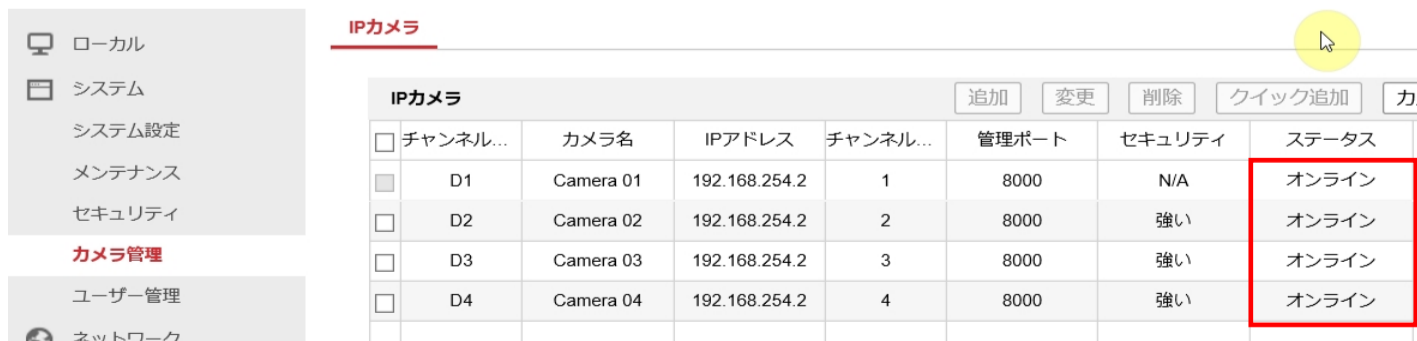 ローカル
システム
システム設定
メンテナンス
セキュリティ
カメラ管理
ユーザー管理
ネットワーク
IPカメラ
IPカメラ 追加 変更 削除 クイック追加
チャンネル... カメラ名 IPアドレス チャンネル... 管理ポート セキュリティ ステータス
D1 Camera 01 192.168.254.2 1 8000 N/A オンライン
D2 Camera 02 192.168.254.2 2 8000 強い オンライン
D3 Camera 03 192.168.254.2 3 8000 強い オンライン
D4 Camera 04 192.168.254.2 4 8000 強い オンライン